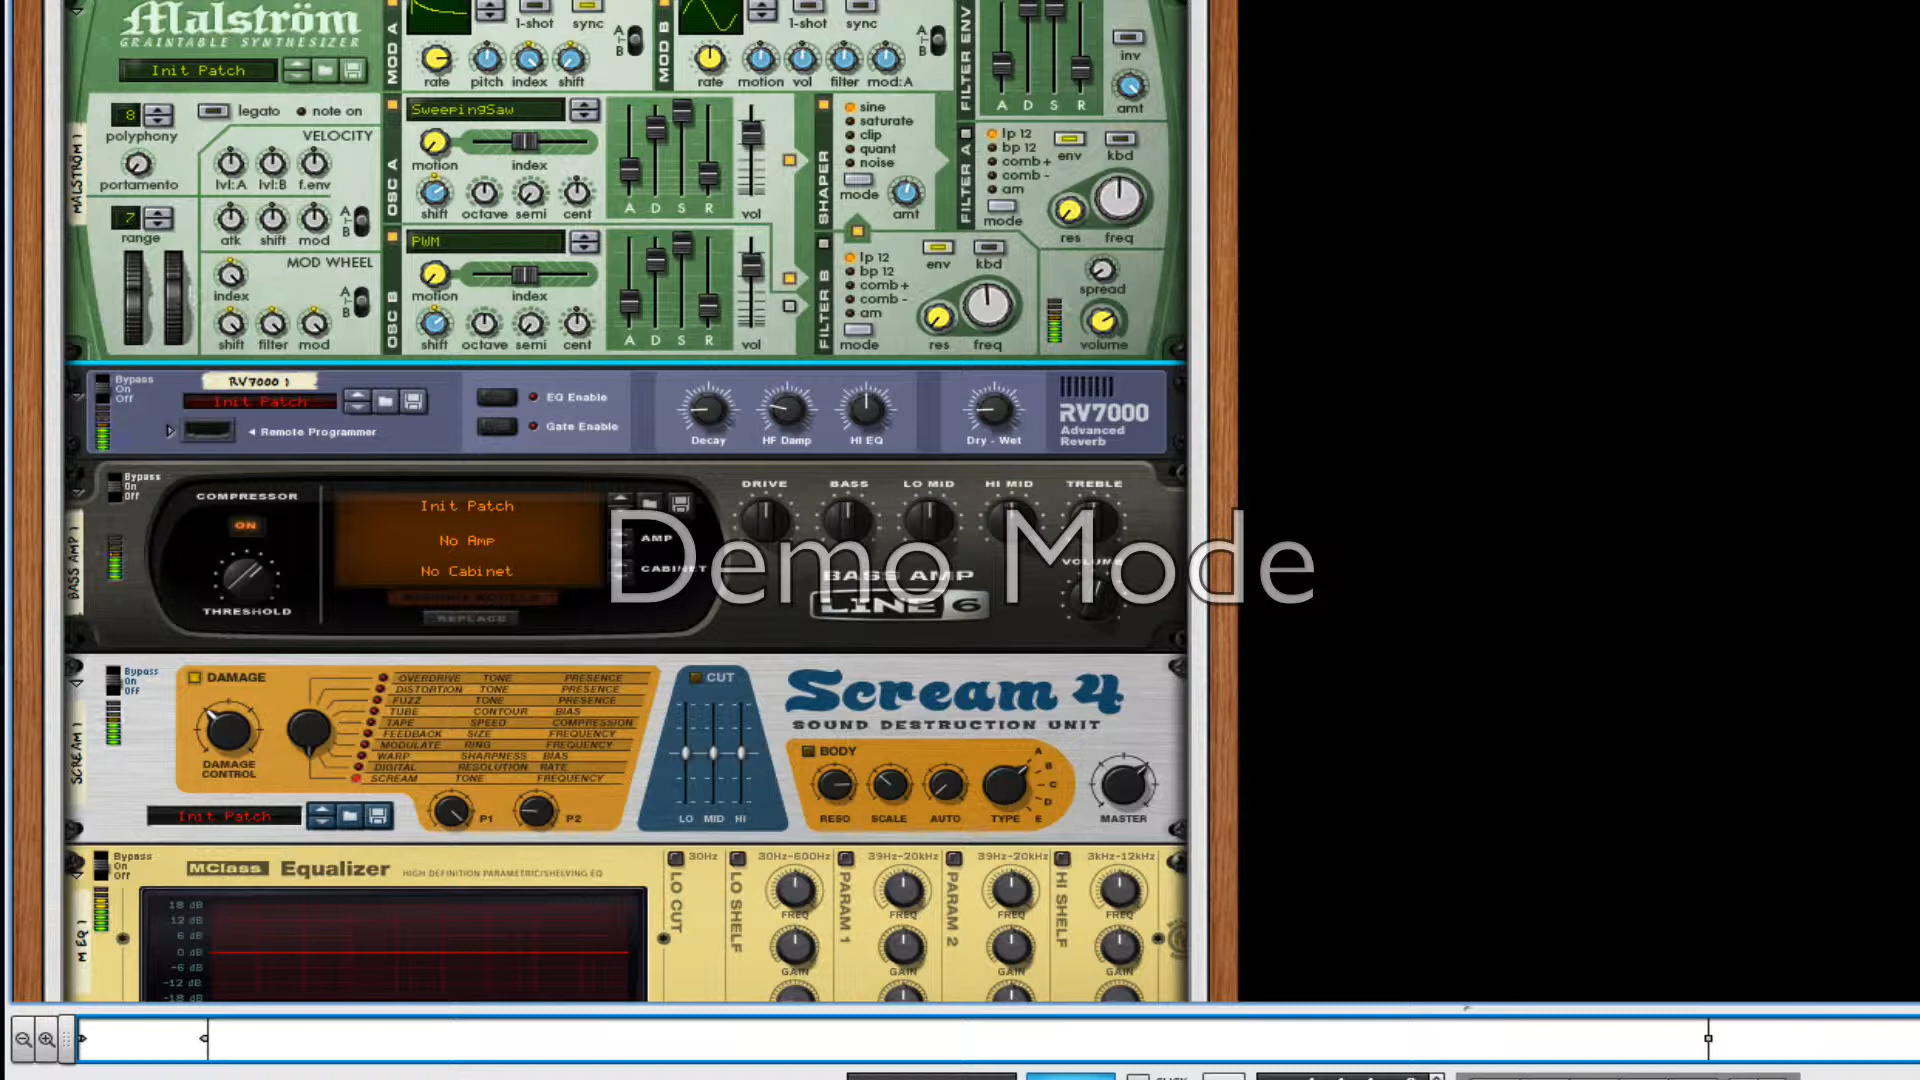 Malström
GRAINTABLE SYNTHESIZER
Init Patch
MOD A
1-shot sync
A
B
rate pitch index shift
MOD B
1-shot sync
A
B
rate motion vol filter mod:A
FILTER ENV
A D S R
inv
amt
MALSTRÖM 1
8
polyphony
legato note on
portamento
VELOCITY
lvl:A lvl:B f.env
7
range
atk shift mod
A
B
MOD WHEEL
index
A
B
shift filter mod
OSC A
SweepingSaw
motion index
shift octave semi cent
A D S R vol
OSC B
PWM
motion index
shift octave semi cent
A D S R vol
SHAPER
sine
saturate
clip
quant
noise
mode amt
FILTER A
lp 12
bp 12
comb +
comb -
am
mode
env kbd
res freq
FILTER B
lp 12
bp 12
comb +
comb -
am
mode
env kbd
res freq
spread
volume
Bypass
On
Off
RV7000 1
Init Patch
Remote Programmer
EQ Enable
Gate Enable
Decay HF Damp HI EQ Dry - Wet
RV7000
Advanced
Reverb
Bypass
On
Off
BASS AMP 1
COMPRESSOR
ON
THRESHOLD
Init Patch
No Amp
No Cabinet
REPLACE
AMP
CABINET
DRIVE BASS LO MID HI MID TREBLE
VOLUME
BASS AMP
LINE 6
Demo Mode
Bypass
On
Off
SCREAM 1
DAMAGE
DAMAGE
CONTROL
OVERDRIVE TONE PRESENCE
DISTORTION TONE PRESENCE
FUZZ TONE PRESENCE
TUBE CONTOUR BIAS
TAPE SPEED COMPRESSION
FEEDBACK SIZE FREQUENCY
MODULATE RING FREQUENCY
WARP SHARPNESS BIAS
DIGITAL RESOLUTION RATE
SCREAM TONE FREQUENCY
Init Patch
P1 P2
CUT
LO MID HI
Scream 4
SOUND DESTRUCTION UNIT
BODY
RESO SCALE AUTO TYPE
A
B
C
D
E
MASTER
Bypass
On
Off
M EQ 1
MClass Equalizer HIGH DEFINITION PARAMETRIC/SHELVING EQ
18 dB
12 dB
6 dB
0 dB
-6 dB
-12 dB
-18 dB
30Hz 30Hz-600Hz 39Hz-20kHz 39Hz-20kHz 3kHz-12kHz
LO CUT
LO SHELF
PARAM 1
PARAM 2
HI SHELF
FREQ FREQ FREQ FREQ
GAIN GAIN GAIN GAIN